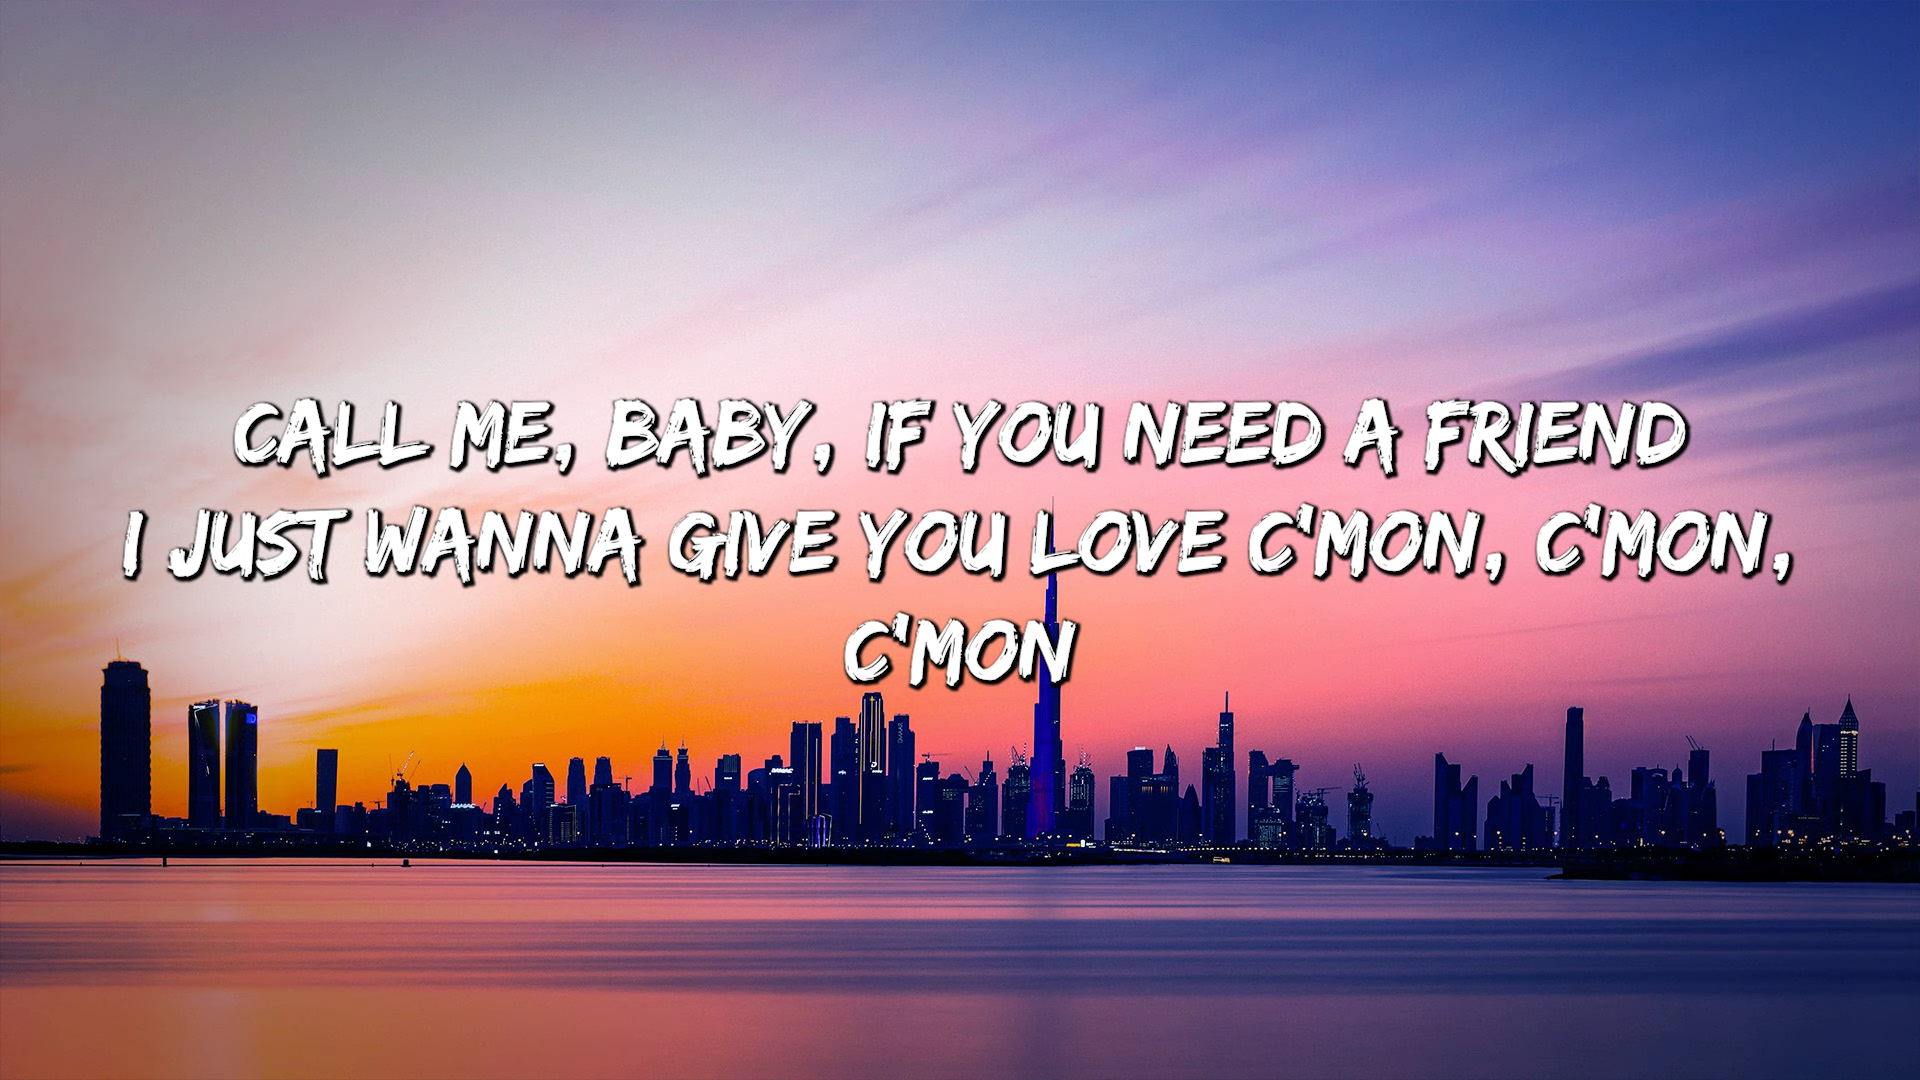 CALL ME, BABY, IF YOU NEED A FRIEND
I JUST WANNA GIVE YOU LOVE C'MON, C'MON,
C'MON